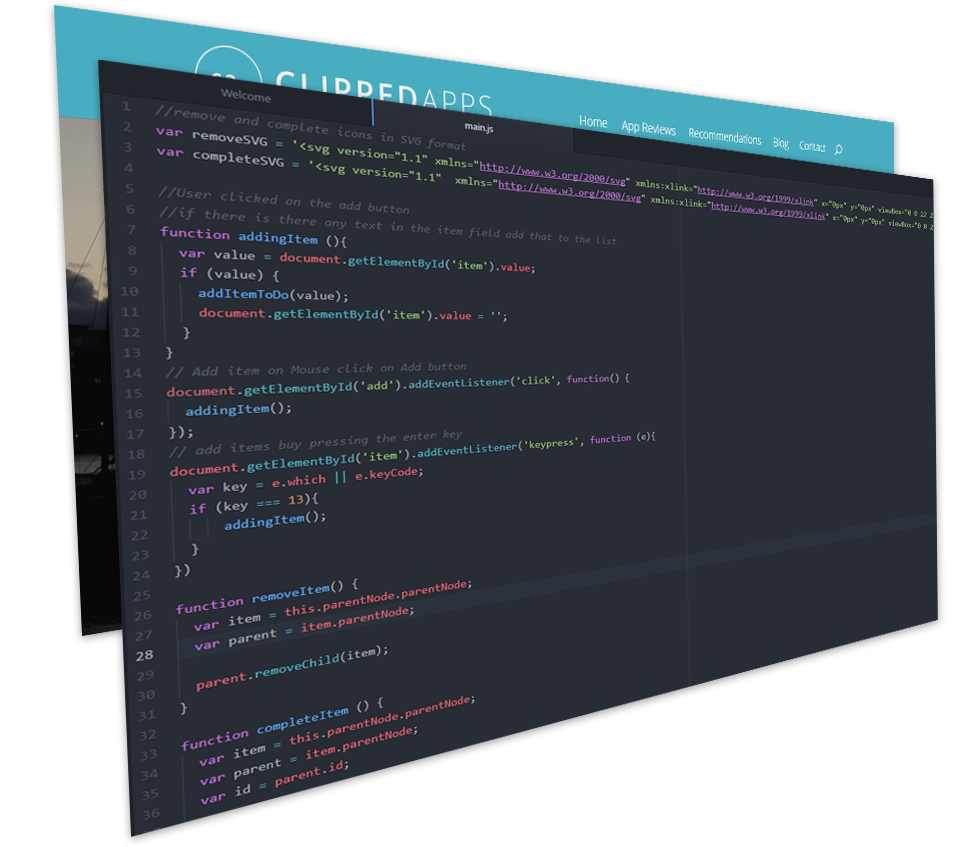 CLIPPEDAPPS
Home App Reviews Recommendations Blog Contact
Welcome
main.js
1 //remove and complete icons in SVG format
2 var removeSVG = '<svg version="1.1" xmlns="http://www.w3.org/2000/svg" xmlns:xlink="http://www.w3.org/1999/xlink" x="0px" y="0px" viewBox="0 0 22 2
3 var completeSVG = '<svg version="1.1" xmlns="http://www.w3.org/2000/svg" xmlns:xlink="http://www.w3.org/1999/xlink" x="0px" y="0px" viewBox="0 0 2
4
5 //User clicked on the add button
6 //if there is there any text in the item field add that to the list
7 function addingItem (){
8 var value = document.getElementById('item').value;
9 if (value) {
10 addItemToDo(value);
11 document.getElementById('item').value = '';
12 }
13 }
14 // Add item on Mouse click on Add button
15 document.getElementById('add').addEventListener('click', function() {
16 addingItem();
17 });
18 // add items buy pressing the enter key
19 document.getElementById('item').addEventListener('keypress', function (e){
20 var key = e.which || e.keyCode;
21 if (key === 13){
22 addingItem();
23 }
24 })
25
26 function removeItem() {
27 var item = this.parentNode.parentNode;
28 var parent = item.parentNode;
29
30 parent.removeChild(item);
31 }
32
33 function completeItem () {
34 var item = this.parentNode.parentNode;
35 var parent = item.parentNode;
36 var id = parent.id;